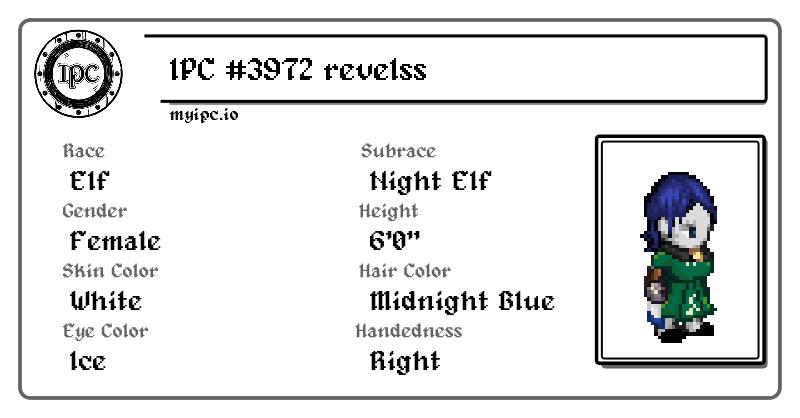 IPC
IPC #3972 revelss
myipc.io
Race
Elf
Subrace
Night Elf
Gender
Female
Height
6'0"
Skin Color
White
Hair Color
Midnight Blue
Eye Color
Ice
Handedness
Right